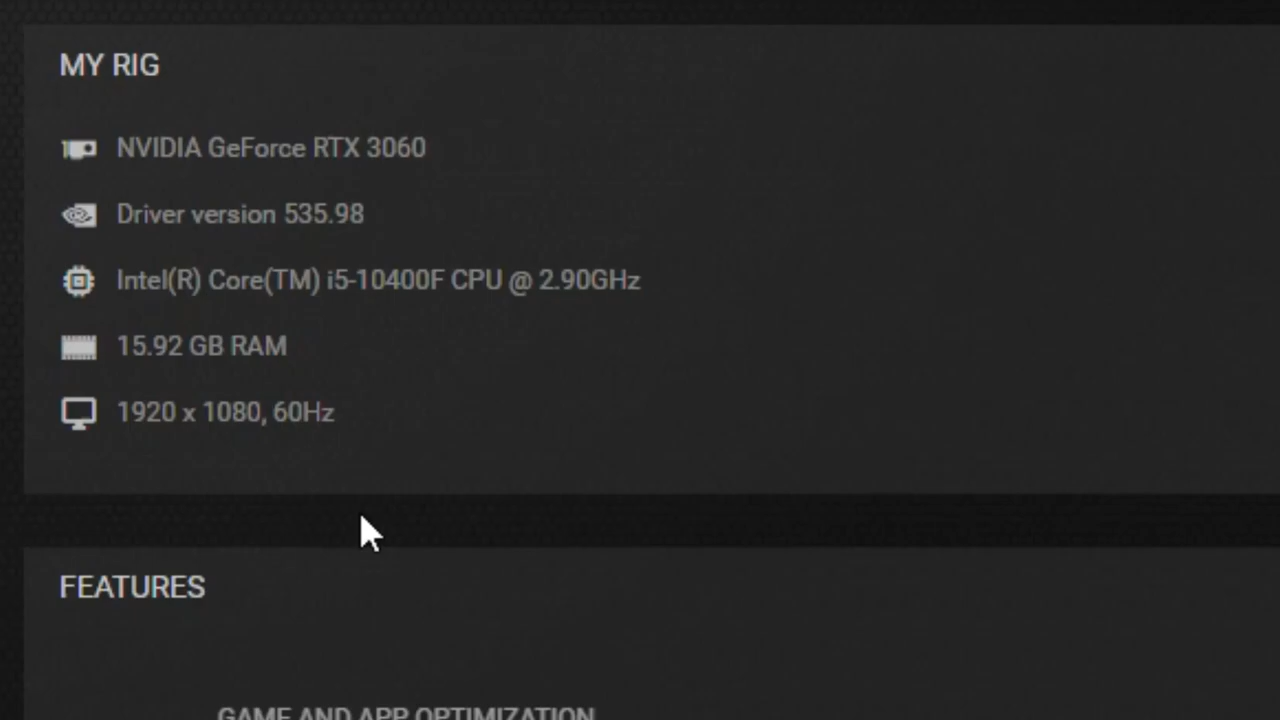 MY RIG
NVIDIA GeForce RTX 3060
Driver version 535.98
Intel(R) Core(TM) i5-10400F CPU @ 2.90GHz
15.92 GB RAM
1920 x 1080, 60Hz
FEATURES
GAME AND APP OPTIMIZATION